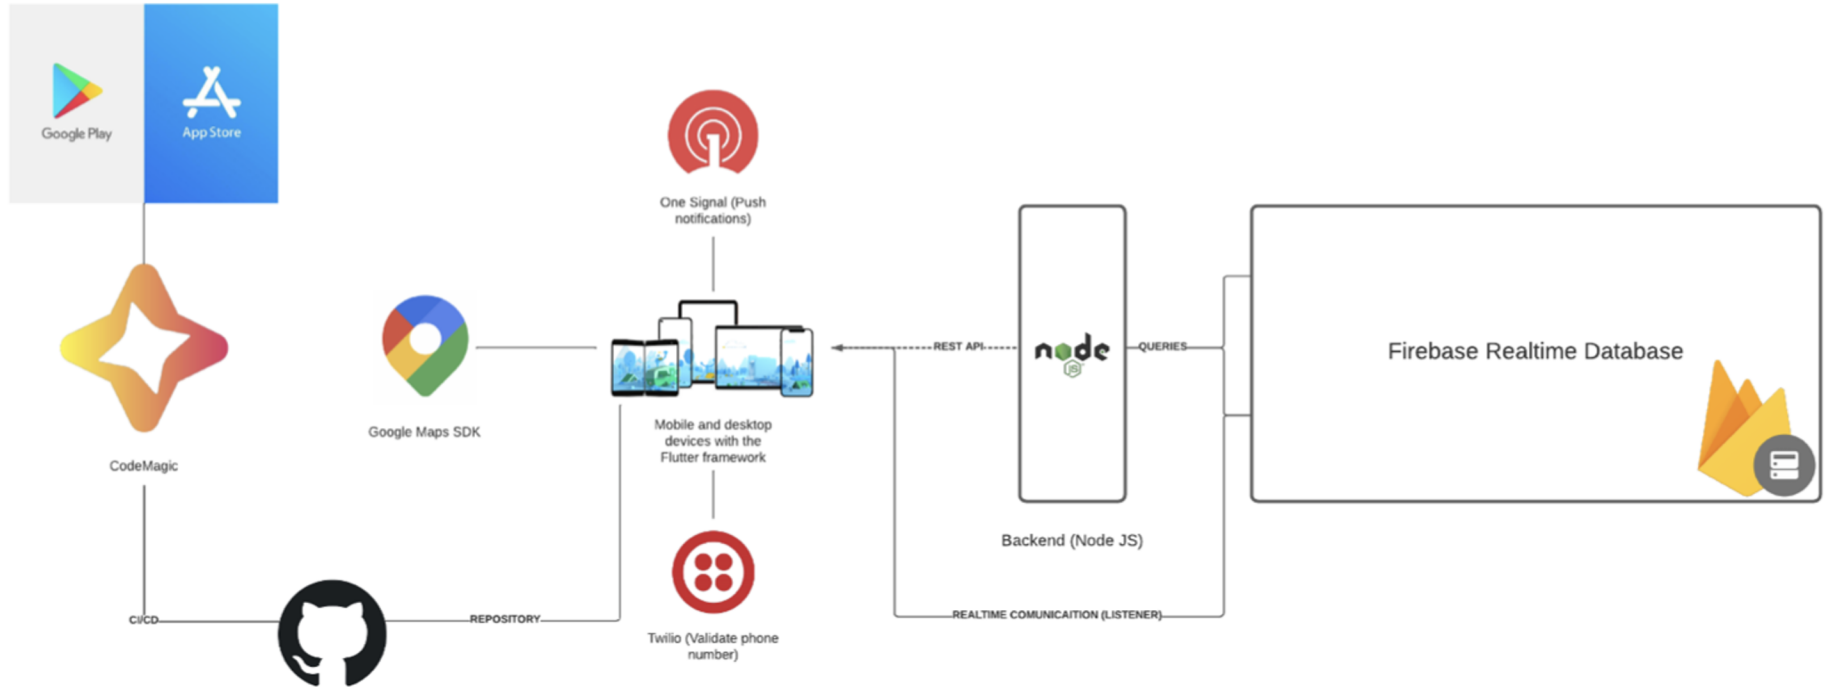 Google Play
App Store
One Signal (Push
notifications)
CodeMagic
Google Maps SDK
Mobile and desktop
devices with the
Flutter framework
Twilio (Validate phone
number)
CI/CD
REPOSITORY
REST API
node
JS
Backend (Node JS)
QUERIES
REALTIME COMUNICAITION (LISTENER)
Firebase Realtime Database